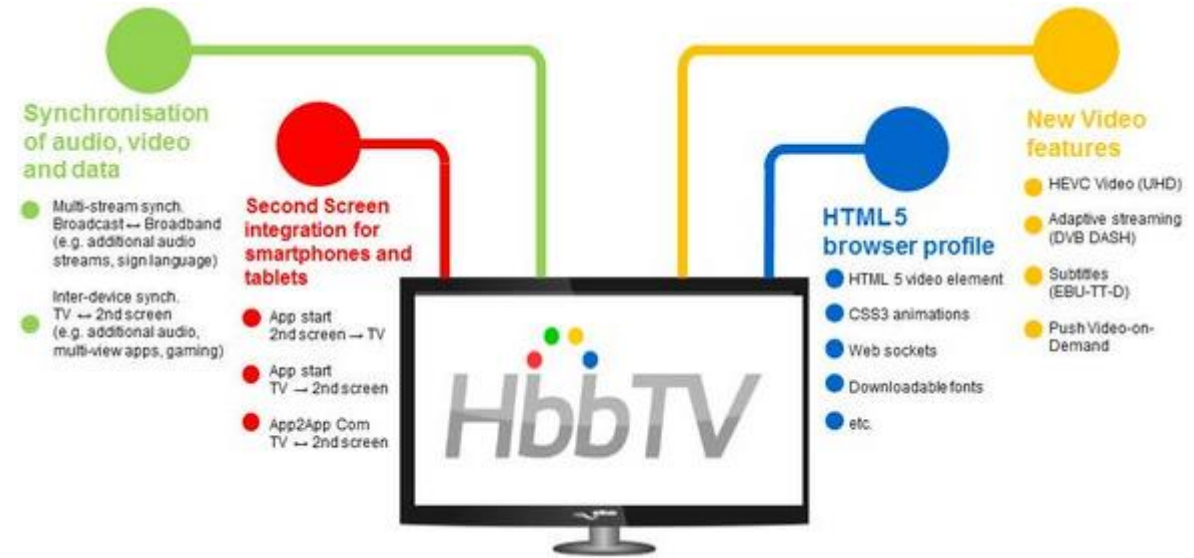 Synchronisation
of audio, video
and data
Multi-stream synch.
Broadcast ↔ Broadband
(e.g. additional audio
streams, sign language)
Inter-device synch.
TV ↔ 2nd screen
(e.g. additional audio,
multi-view apps, gaming)
Second Screen
integration for
smartphones and
tablets
App start
2nd screen → TV
App start
TV → 2nd screen
App2App Com
TV ↔ 2nd screen
HbbTV
HTML5
browser profile
HTML 5 video element
CSS3 animations
Web sockets
Downloadable fonts
etc.
New Video
features
HEVC Video (UHD)
Adaptive streaming
(DVB DASH)
Subtitles
(EBU-TT-D)
Push Video-on-
Demand